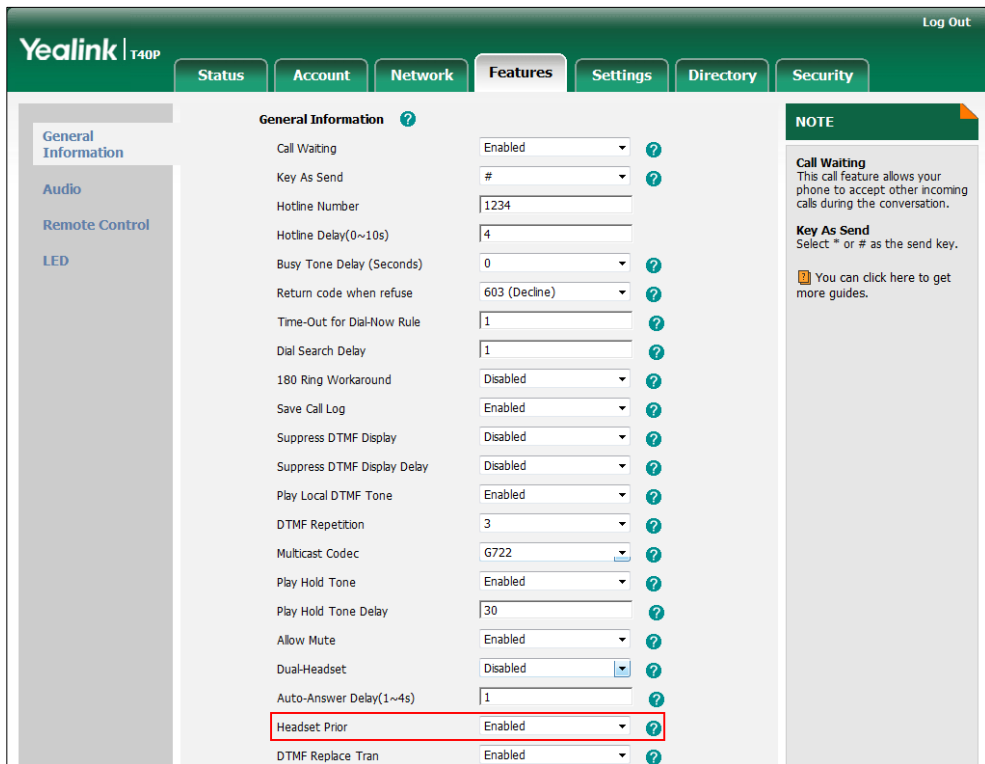 Log Out
Yealink | T40P
Status Account Network Features Settings Directory Security
General Information ?
NOTE
General
Information
Audio
Remote Control
LED
Call Waiting Enabled ?
Key As Send # ?
Hotline Number 1234
Hotline Delay(0~10s) 4
Busy Tone Delay (Seconds) 0 ?
Return code when refuse 603 (Decline) ?
Time-Out for Dial-Now Rule 1 ?
Dial Search Delay 1 ?
180 Ring Workaround Disabled ?
Save Call Log Enabled ?
Suppress DTMF Display Disabled ?
Suppress DTMF Display Delay Disabled ?
Play Local DTMF Tone Enabled ?
DTMF Repetition 3 ?
Multicast Codec G722 ?
Play Hold Tone Enabled ?
Play Hold Tone Delay 30 ?
Allow Mute Enabled ?
Dual-Headset Disabled ?
Auto-Answer Delay(1~4s) 1 ?
Headset Prior Enabled ?
DTMF Replace Tran Enabled ?
Call Waiting
This call feature allows your
phone to accept other incoming
calls during the conversation.
Key As Send
Select * or # as the send key.
? You can click here to get
more guides.